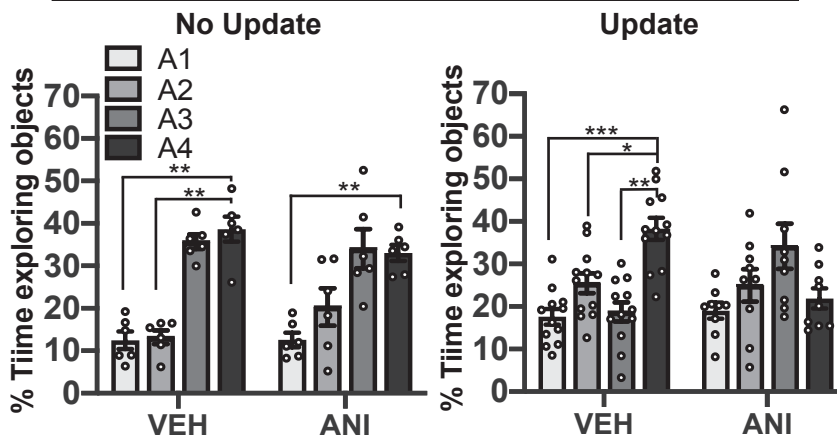 No Update
Update
A1
A2
A3
A4
% Tiime exploring objects
70
60
50
40
30
20
10
0
**
**
**
VEH
ANI
% Tiime exploring objects
70
60
50
40
30
20
10
0
***
*
**
VEH
ANI